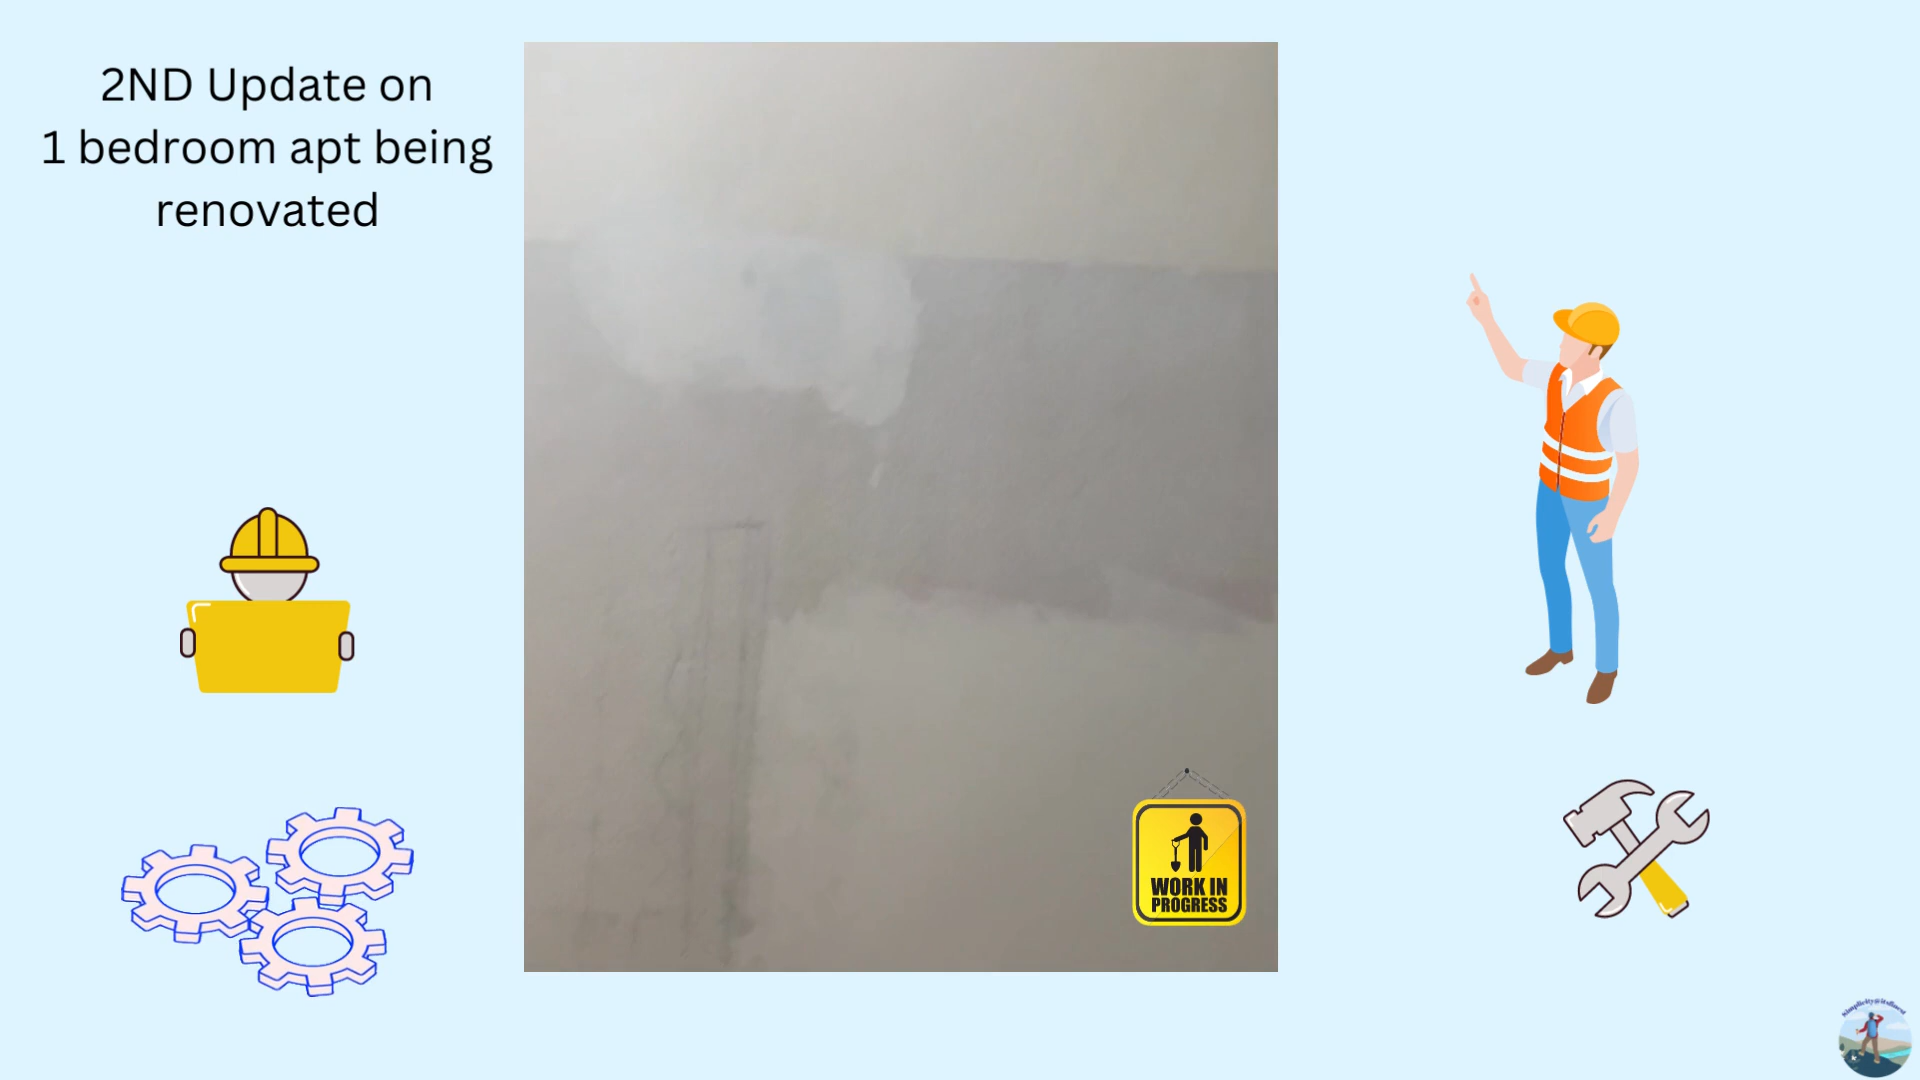 2ND Update on
1 bedroom apt being
renovated
WORK IN
PROGRESS